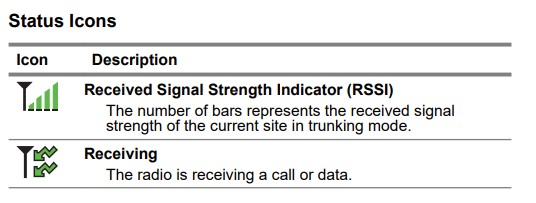 Status Icons
Icon Description
Received Signal Strength Indicator (RSSI)
The number of bars represents the received signal
strength of the current site in trunking mode.
Receiving
The radio is receiving a call or data.